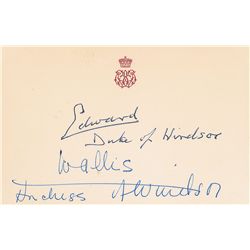 Edward
Duke of Windsor
Wallis
Duchess of Windsor